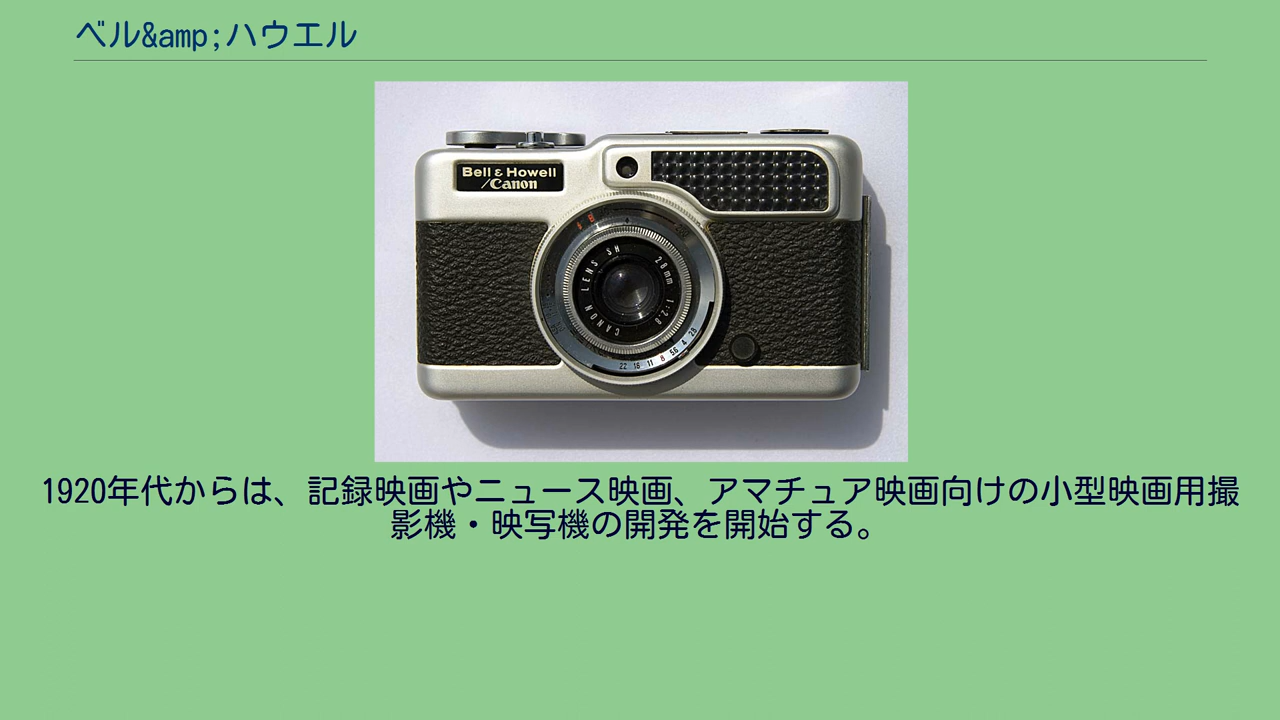 ベル&amp;ハウエル
Bell & Howell
/Canon
CANON LENS SH 28mm 1:2.8
22 16 11 8 5.6 4 2.8
1920年代からは、記録映画やニュース映画、アマチュア映画向けの小型映画用撮
影機・映写機の開発を開始する。